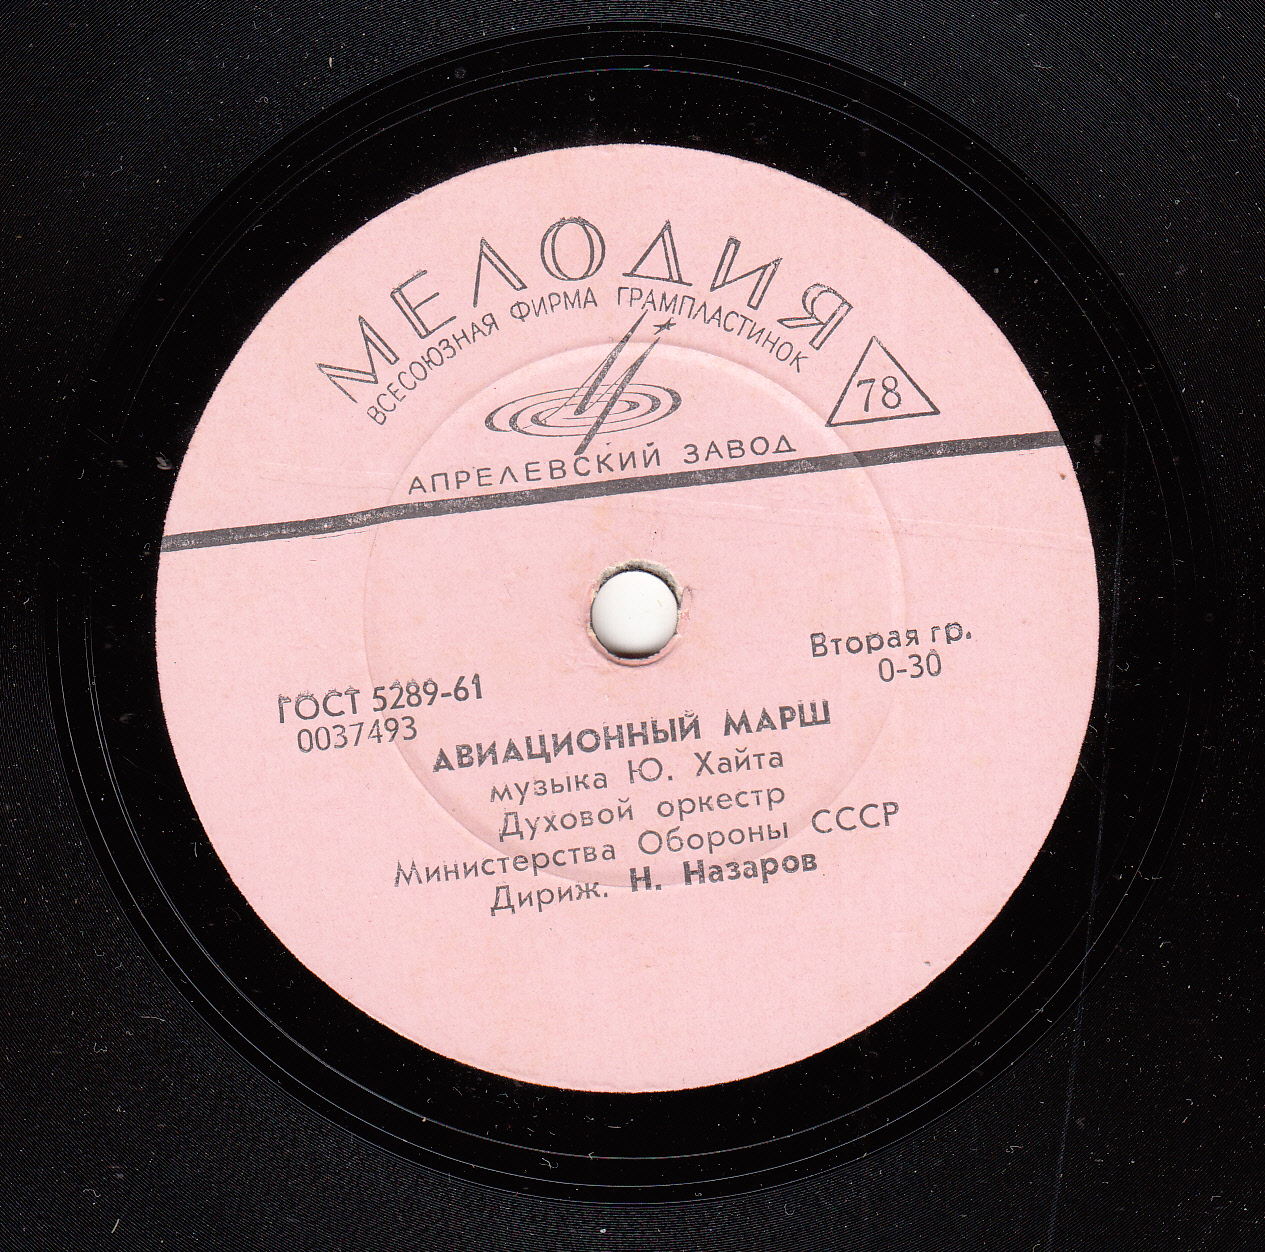 МЕЛОДИЯ
ВСЕСОЮЗНАЯ ФИРМА ГРАМПЛАСТИНОК
78
АПРЕЛЕВСКИЙ ЗАВОД
Вторая гр.
0-30
ГОСТ 5289-61
0037493
АВИАЦИОННЫЙ МАРШ
музыка Ю. Хайта
Духовой оркестр
Министерства Обороны СССР
Дириж. Н. Назаров